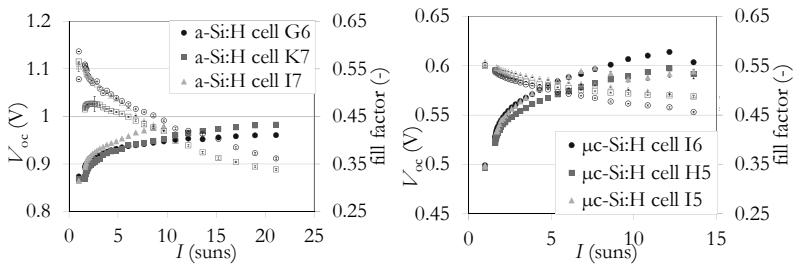 1.2
1.1
1
0.9
0.8
Voc (V)
0.65
0.55
0.45
0.35
0.25
fill factor (-)
0 5 10 15 20 25
I (suns)
a-Si:H cell G6
a-Si:H cell K7
a-Si:H cell I7
0.65
0.6
0.55
0.5
0.45
Voc (V)
0.65
0.55
0.45
0.35
0.25
fill factor (-)
0 5 10 15
I (suns)
µc-Si:H cell I6
µc-Si:H cell H5
µc-Si:H cell I5